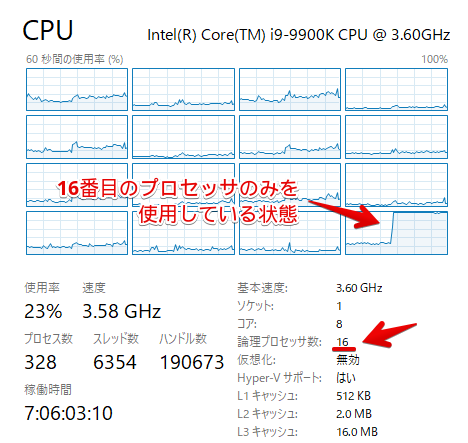 CPU
Intel(R) Core(TM) i9-9900K CPU @ 3.60GHz
60 秒間の使用率 (%)
100%
16番目のプロセッサのみを
使用している状態
使用率
速度
23%
3.58 GHz
プロセス数
スレッド数
ハンドル数
328
6354
190673
稼働時間
7:06:03:10
基本速度: 3.60 GHz
ソケット: 1
コア: 8
論理プロセッサ数: 16
仮想化: 無効
Hyper-V サポート: はい
L1 キャッシュ: 512 KB
L2 キャッシュ: 2.0 MB
L3 キャッシュ: 16.0 MB